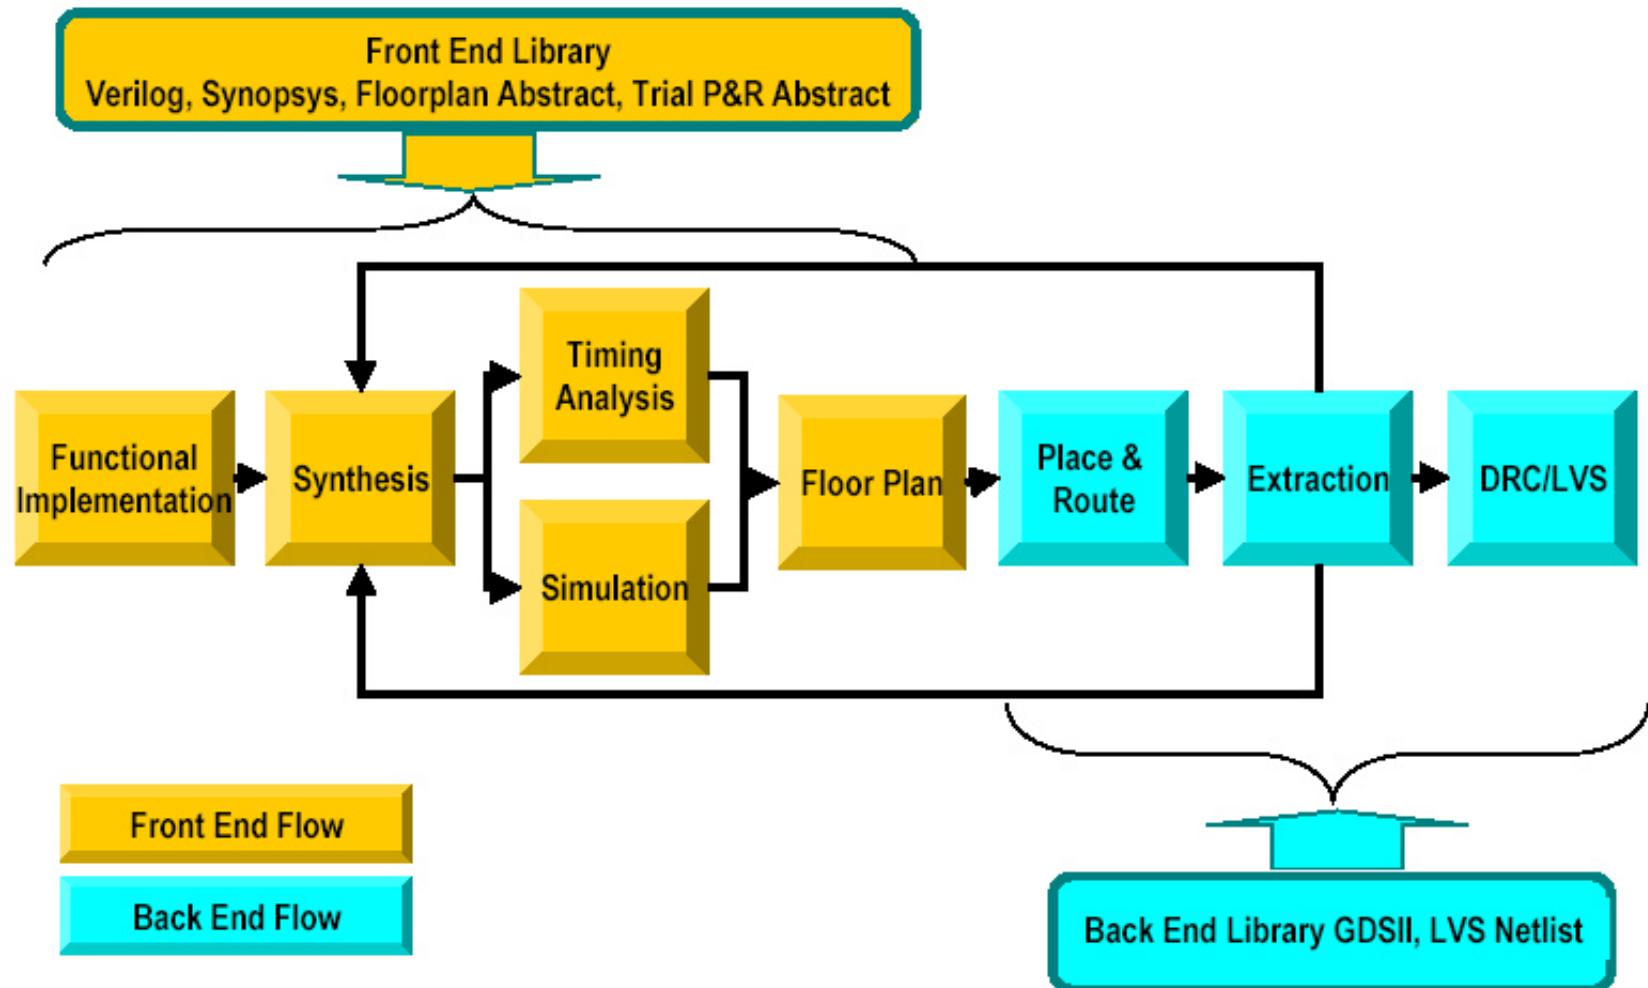 Front End Library
Verilog, Synopsys, Floorplan Abstract, Trial P&R Abstract
Functional
Implementation
Synthesis
Timing
Analysis
Simulation
Floor Plan
Place &
Route
Extraction
DRC/LVS
Front End Flow
Back End Flow
Back End Library GDSII, LVS Netlist